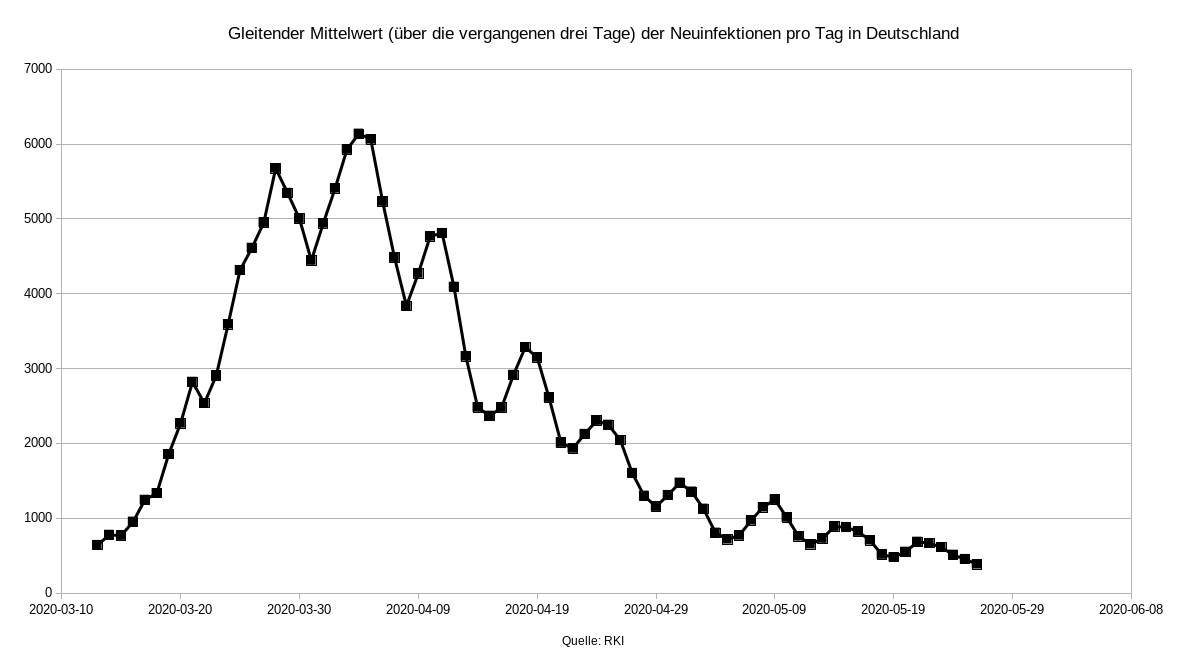 Gleitender Mittelwert (über die vergangenen drei Tage) der Neuinfektionen pro Tag in Deutschland
7000
6000
5000
4000
3000
2000
1000
0
2020-03-10 2020-03-20 2020-03-30 2020-04-09 2020-04-19 2020-04-29 2020-05-09 2020-05-19 2020-05-29 2020-06-08
Quelle: RKI